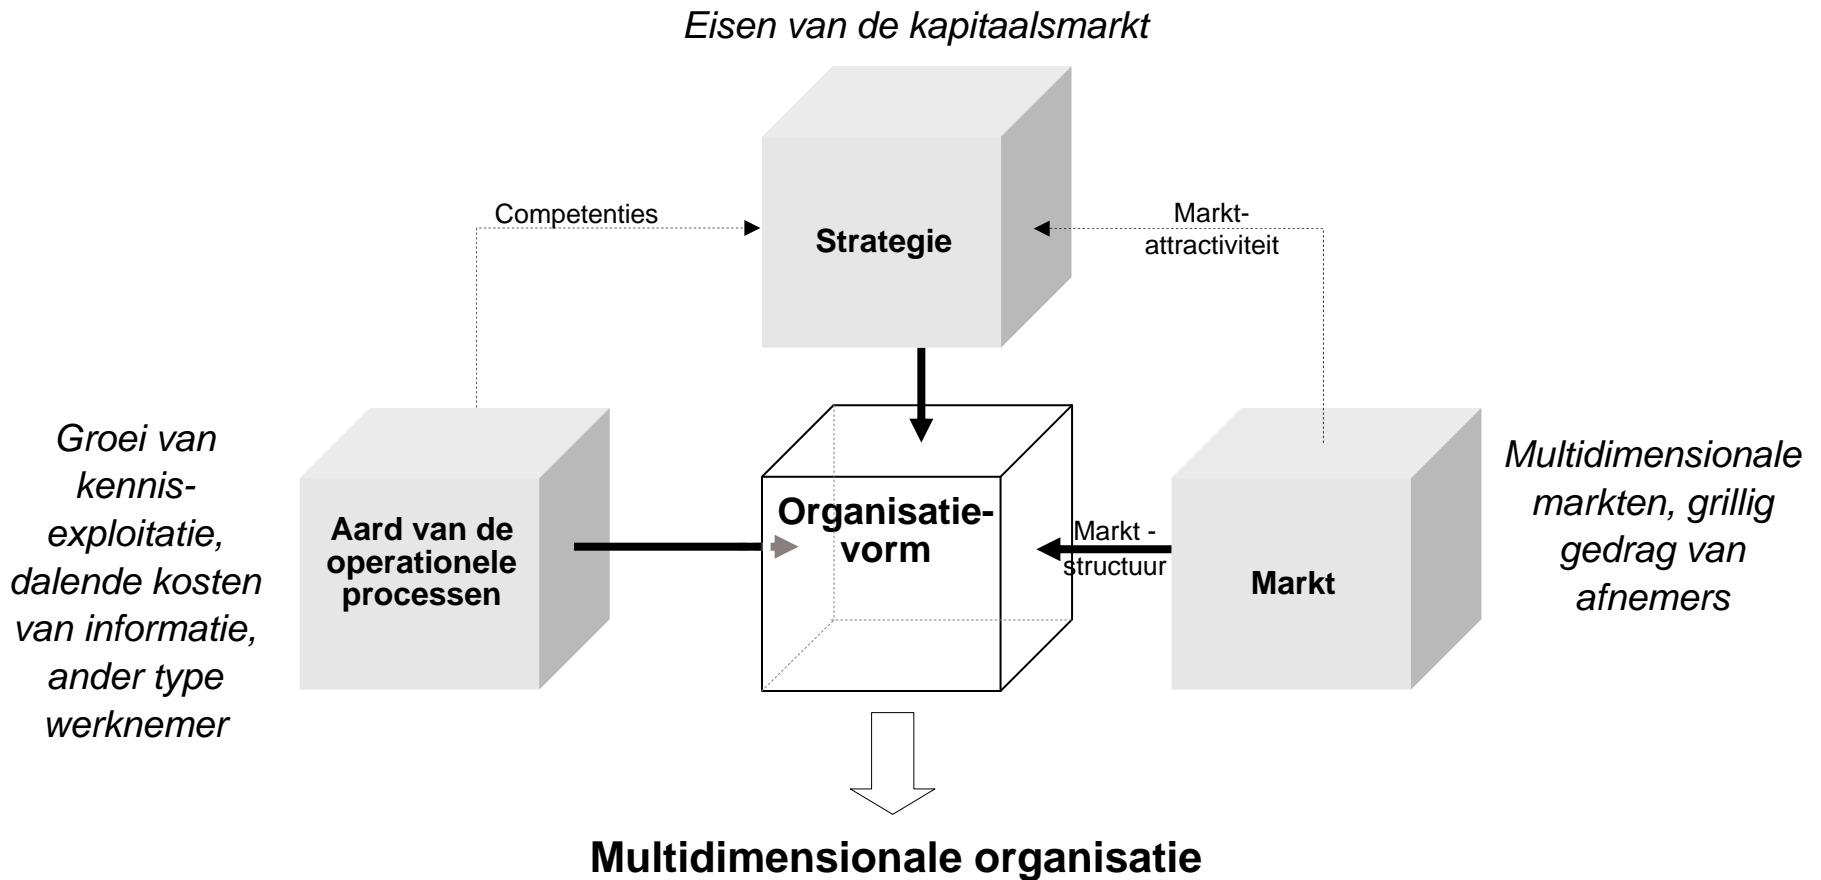 Eisen van de kapitaalsmarkt
Competenties
Strategie
Markt-
attractiviteit
Groei van
kennis-
exploitatie,
dalende kosten
van informatie,
ander type
werknemer
Aard van de
operationele
processen
Organisatie-
vorm
Markt -
structuur
Markt
Multidimensionale
markten, grillig
gedrag van
afnemers
Multidimensionale organisatie